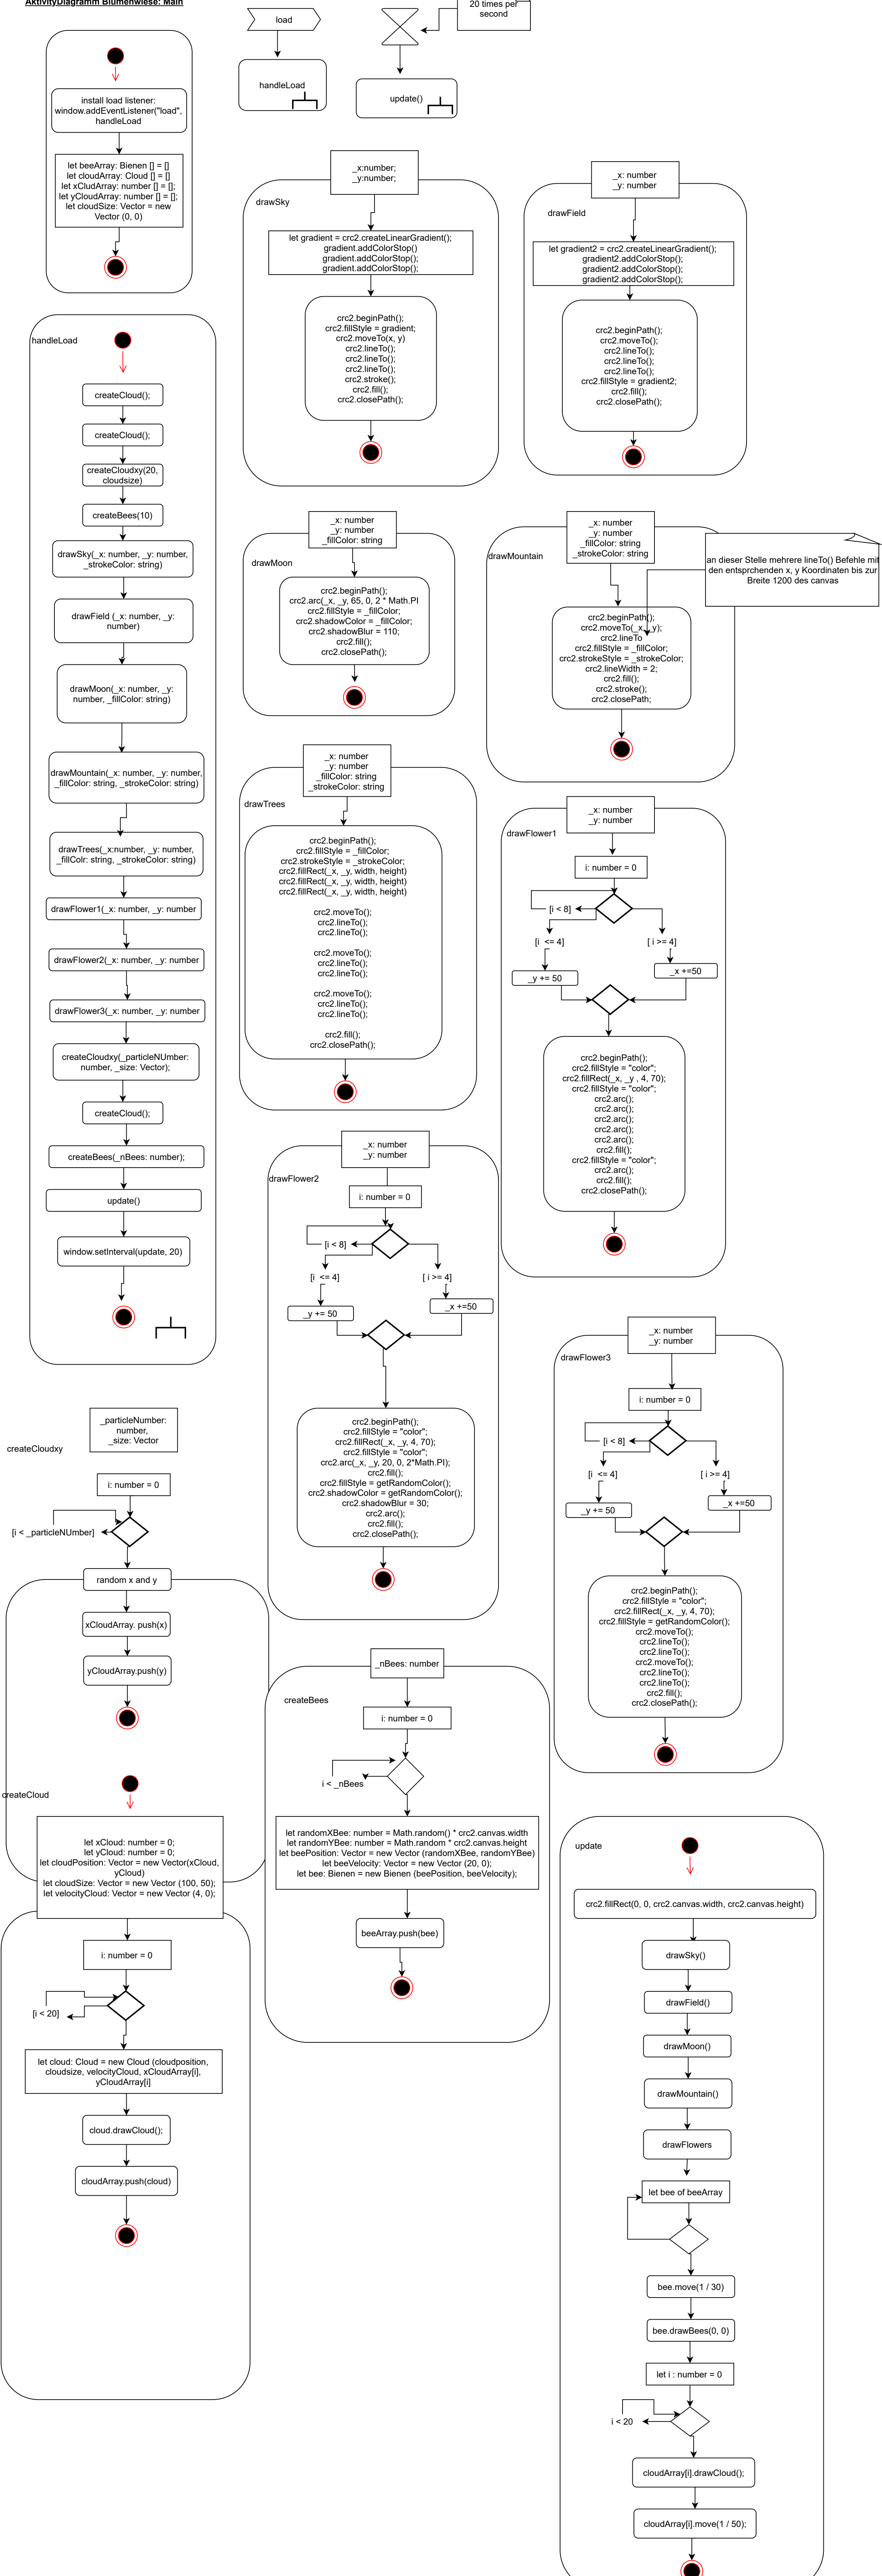 AktivityDiagramm Blumenwiese: Main
load
20 times per
second
handleLoad
update()
install load listener:
window.addEventListener("load",
handleLoad
let beeArray: Bienen [] = []
let cloudArray: Cloud [] = []
let xCludArray: number [] = [];
let yCloudArray: number [] = [];
let cloudSize: Vector = new
Vector (0, 0)
_x:number;
_y:number;
drawSky
let gradient = crc2.createLinearGradient();
gradient.addColorStop()
gradient.addColorStop();
gradient.addColorStop();
crc2.beginPath();
crc2.fillStyle = gradient;
crc2.moveTo(x, y)
crc2.lineTo();
crc2.lineTo();
crc2.lineTo();
crc2.stroke();
crc2.fill();
crc2.closePath();
_x: number
_y: number
drawField
let gradient2 = crc2.createLinearGradient();
gradient2.addColorStop();
gradient2.addColorStop();
gradient2.addColorStop();
crc2.beginPath();
crc2.moveTo();
crc2.lineTo();
crc2.lineTo();
crc2.lineTo();
crc2.fillStyle = gradient2;
crc2.fill();
crc2.closePath();
handleLoad
createCloud();
createCloud();
createCloudxy(20,
cloudsize)
createBees(10)
drawSky(_x: number, _y: number,
_strokeColor: string)
drawField (_x: number, _y:
number)
drawMoon(_x: number, _y:
number, _fillColor: string)
drawMountain(_x: number, _y: number,
_fillColor: string, _strokeColor: string)
drawTrees(_x:number, _y: number,
_fillColr: string, _strokeColor: string)
drawFlower1(_x: number, _y: number
drawFlower2(_x: number, _y: number
drawFlower3(_x: number, _y: number
createCloudxy(_particleNUmber:
number, _size: Vector);
createCloud();
createBees(_nBees: number);
update()
window.setInterval(update, 20)
_x: number
_y: number
_fillColor: string
drawMoon
crc2.beginPath();
crc2.arc(_x, _y, 65, 0, 2 * Math.PI
crc2.fillStyle = _fillColor;
crc2.shadowColor = _fillColor;
crc2.shadowBlur = 110;
crc2.fill();
crc2.closePath();
_x: number
_y: number
_fillColor: string
_strokeColor: string
drawMountain
an dieser Stelle mehrere lineTo() Befehle mit
den entsprchenden x, y Koordinaten bis zur
Breite 1200 des canvas
crc2.beginPath();
crc2.moveTo(_x, _y);
crc2.lineTo
crc2.fillStyle = _fillColor;
crc2.strokeStyle = _strokeColor;
crc2.lineWidth = 2;
crc2.fill();
crc2.stroke();
crc2.closePath;
_x: number
_y: number
_fillColor: string
_strokeColor: string
drawTrees
crc2.beginPath();
crc2.fillStyle = _fillColor;
crc2.strokeStyle = _strokeColor;
crc2.fillRect(_x, _y, width, height)
crc2.fillRect(_x, _y, width, height)
crc2.fillRect(_x, _y, width, height)
crc2.moveTo();
crc2.lineTo();
crc2.lineTo();
crc2.moveTo();
crc2.lineTo();
crc2.lineTo();
crc2.moveTo();
crc2.lineTo();
crc2.lineTo();
crc2.fill();
crc2.closePath();
_x: number
_y: number
drawFlower1
i: number = 0
[i < 8]
[i <= 4]
[ i >= 4]
_y += 50
_x +=50
crc2.beginPath();
crc2.fillStyle = "color";
crc2.fillRect(_x, _y , 4, 70);
crc2.fillStyle = "color";
crc2.arc();
crc2.arc();
crc2.arc();
crc2.arc();
crc2.arc();
crc2.fill();
crc2.fillStyle = "color";
crc2.arc();
crc2.fill();
crc2.closePath();
_x: number
_y: number
drawFlower2
i: number = 0
[i < 8]
[i <= 4]
[ i >= 4]
_y += 50
_x +=50
crc2.beginPath();
crc2.fillStyle = "color";
crc2.fillRect(_x, _y, 4, 70);
crc2.fillStyle = "color";
crc2.arc(_x, _y, 20, 0, 2*Math.PI);
crc2.fill();
crc2.fillStyle = getRandomColor();
crc2.shadowColor = getRandomColor();
crc2.shadowBlur = 30;
crc2.arc();
crc2.fill();
crc2.closePath();
_x: number
_y: number
drawFlower3
i: number = 0
[i < 8]
[i <= 4]
[ i >= 4]
_y += 50
_x +=50
crc2.beginPath();
crc2.fillStyle = "color";
crc2.fillRect(_x, _y, 4, 70);
crc2.fillStyle = getRandomColor();
crc2.moveTo();
crc2.lineTo();
crc2.lineTo();
crc2.moveTo();
crc2.lineTo();
crc2.lineTo();
crc2.fill();
crc2.closePath();
_particleNumber:
number,
_size: Vector
createCloudxy
i: number = 0
[i < _particleNUmber]
random x and y
xCloudArray. push(x)
yCloudArray.push(y)
createCloud
let xCloud: number = 0;
let yCloud: number = 0;
let cloudPosition: Vector = new Vector(xCloud,
yCloud)
let cloudSize: Vector = new Vector (100, 50);
let velocityCloud: Vector = new Vector (4, 0);
i: number = 0
[i < 20]
let cloud: Cloud = new Cloud (cloudposition,
cloudsize, velocityCloud, xCloudArray[i],
yCloudArray[i]
cloud.drawCloud();
cloudArray.push(cloud)
_nBees: number
createBees
i: number = 0
i < _nBees
let randomXBee: number = Math.random() * crc2.canvas.width
let randomYBee: number = Math.random * crc2.canvas.height
let beePosition: Vector = new Vector (randomXBee, randomYBee)
let beeVelocity: Vector = new Vector (20, 0);
let bee: Bienen = new Bienen (beePosition, beeVelocity);
beeArray.push(bee)
update
crc2.fillRect(0, 0, crc2.canvas.width, crc2.canvas.height)
drawSky()
drawField()
drawMoon()
drawMountain()
drawFlowers
let bee of beeArray
bee.move(1 / 30)
bee.drawBees(0, 0)
let i : number = 0
i < 20
cloudArray[i].drawCloud();
cloudArray[i].move(1 / 50);